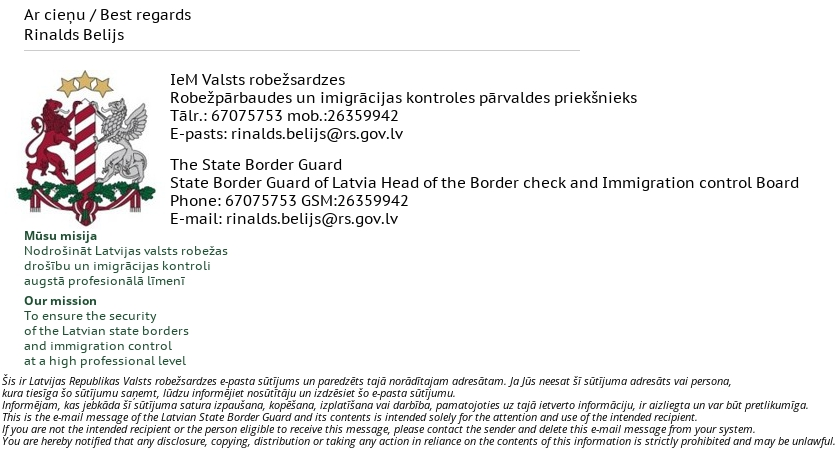 Ar cieņu / Best regards
Rinalds Belijs
IeM Valsts robežsardzes
Robežpārbaudes un imigrācijas kontroles pārvaldes priekšnieks
Tālr.: 67075753 mob.:26359942
E-pasts: rinalds.belijs@rs.gov.lv
The State Border Guard
State Border Guard of Latvia Head of the Border check and Immigration control Board
Phone: 67075753 GSM:26359942
E-mail: rinalds.belijs@rs.gov.lv
Mūsu misija
Nodrošināt Latvijas valsts robežas
drošību un imigrācijas kontroli
augstā profesionālā līmenī
Our mission
To ensure the security
of the Latvian state borders
and immigration control
at a high professional level
Šis ir Latvijas Republikas Valsts robežsardzes e-pasta sūtījums un paredzēts tajā norādītajam adresātam. Ja Jūs neesat šī sūtījuma adresāts vai persona,
kura tiesīga šo sūtījumu saņemt, lūdzu informējiet nosūtītāju un izdzēsiet šo e-pasta sūtījumu.
Informējam, kas jebkāda šī sūtījuma satura izpaušana, kopēšana, izplatīšana vai darbība, pamatojoties uz tajā ietverto informāciju, ir aizliegta un var būt pretlikumīga.
This is the e-mail message of the Latvian State Border Guard and its contents is intended solely for the attention and use of the intended recipient.
If you are not the intended recipient or the person eligible to receive this message, please contact the sender and delete this e-mail message from your system.
You are hereby notified that any disclosure, copying, distribution or taking any action in reliance on the contents of this information is strictly prohibited and may be unlawful.